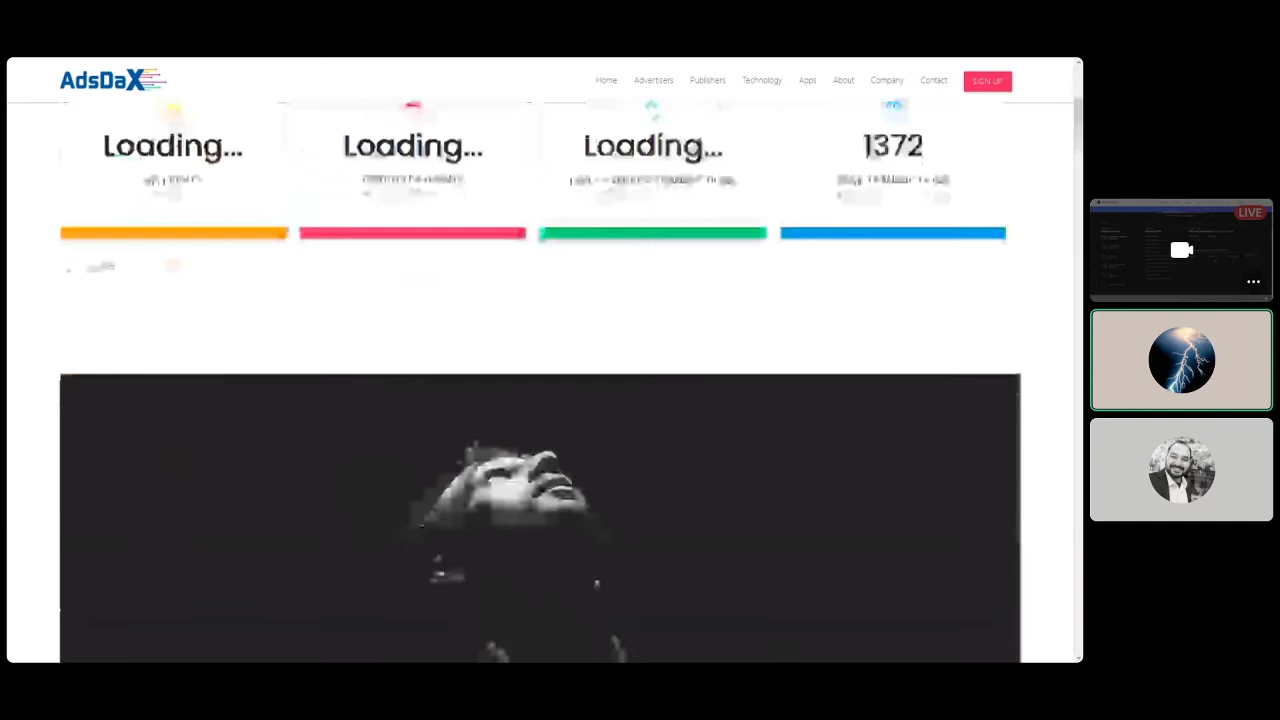 AdsDaX
Home Advertisers Publishers Technology Apps About Company Contact SIGN UP
Loading... Loading... Loading... 1372
LIVE